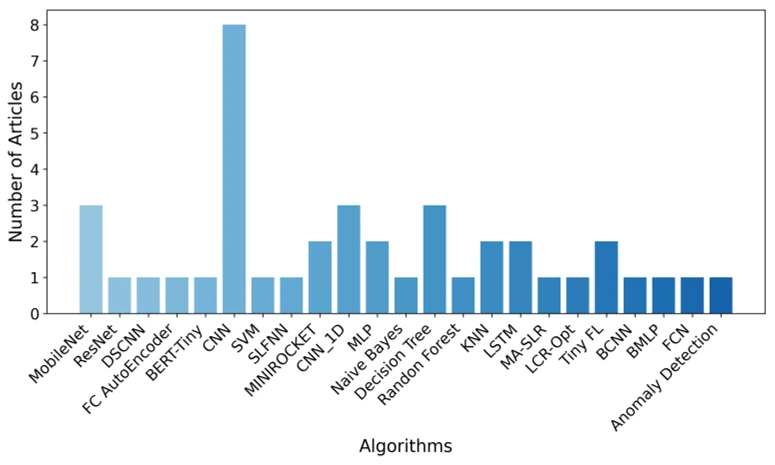 Number of Articles
8
7
6
5
4
3
2
1
0
MobileNet
ResNet
DSCNN
FC AutoEncoder
BERT-Tiny
CNN
SVM
SLFNN
MINIROCKET
CNN_1D
MLP
Naive Bayes
Decision Tree
Randon Forest
KNN
LSTM
MA-SLR
LCR-Opt
Tiny FL
BCNN
BMLP
FCN
Anomaly Detection
Algorithms